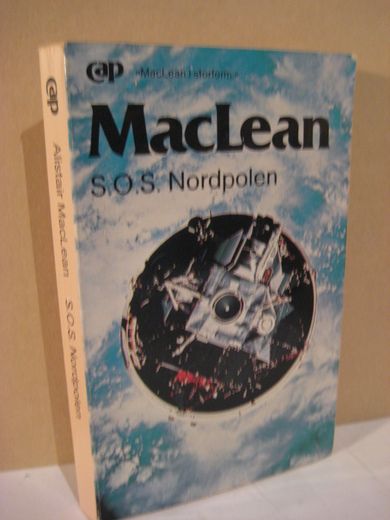 cap «MacLean i storform.»
MacLean
S.O.S. Nordpolen
cap Alistair MacLean S.O.S. Nordpolen